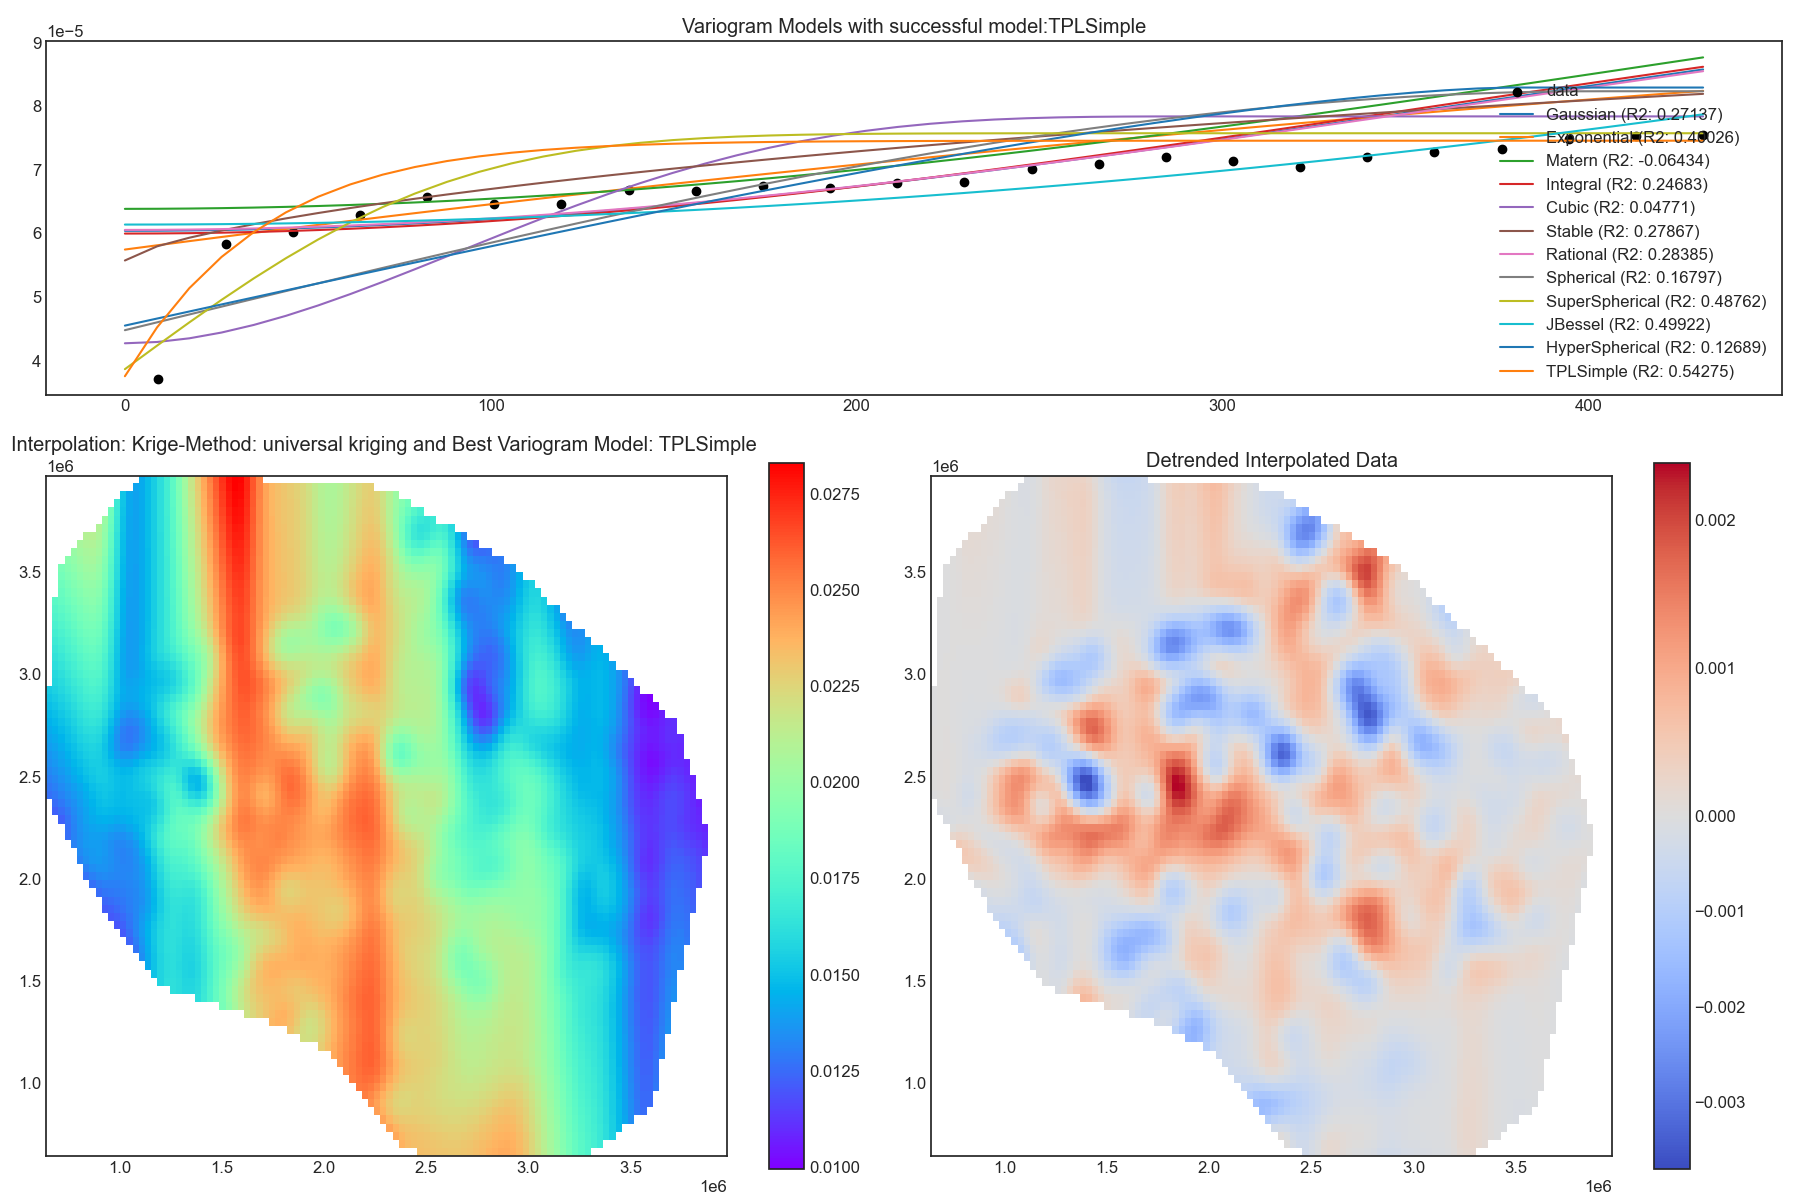 Variogram Models with successful model:TPLSimple
1e−5
9
8
7
6
5
4
0
100
200
300
400
data
Gaussian (R2: 0.27137)
Exponential (R2: 0.48026)
Matern (R2: -0.06434)
Integral (R2: 0.24683)
Cubic (R2: 0.04771)
Stable (R2: 0.27867)
Rational (R2: 0.28385)
Spherical (R2: 0.16797)
SuperSpherical (R2: 0.48762)
JBessel (R2: 0.49922)
HyperSpherical (R2: 0.12689)
TPLSimple (R2: 0.54275)
Interpolation: Krige-Method: universal kriging and Best Variogram Model: TPLSimple
1e6
3.5
3.0
2.5
2.0
1.5
1.0
1.0
1.5
2.0
2.5
3.0
3.5
1e6
0.0275
0.0250
0.0225
0.0200
0.0175
0.0150
0.0125
0.0100
Detrended Interpolated Data
1e6
3.5
3.0
2.5
2.0
1.5
1.0
1.0
1.5
2.0
2.5
3.0
3.5
1e6
0.002
0.001
0.000
−0.001
−0.002
−0.003